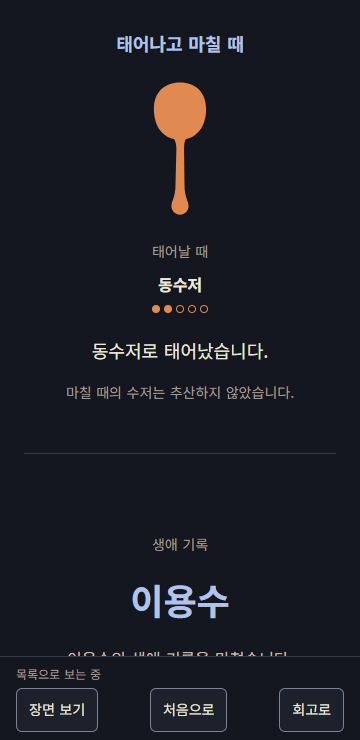 태어나고 마칠 때
태어날 때
동수저
동수저로 태어났습니다.
마칠 때의 수저는 추산하지 않았습니다.
생애 기록
이용수
목록으로 보는 중
장면 보기
처음으로
회고로